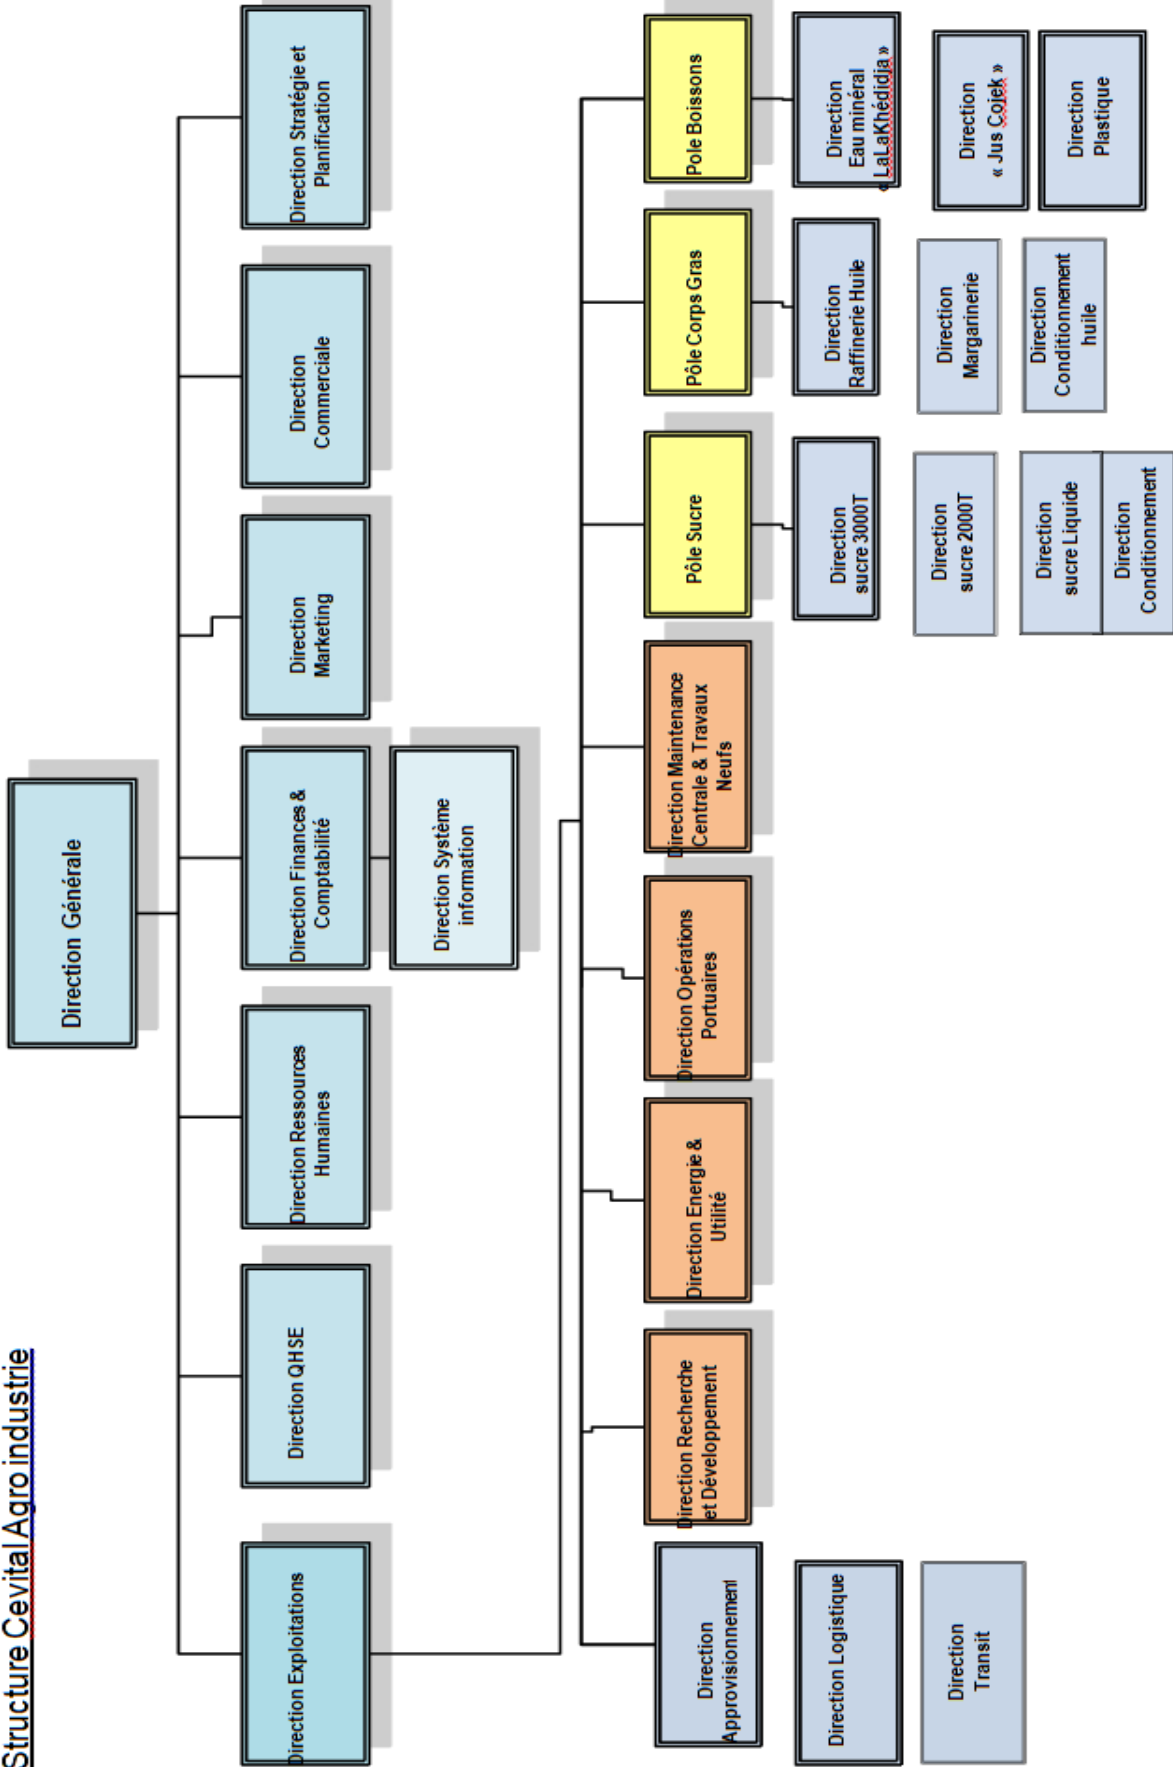 Structure Cevital Agro industrie
Direction Générale
Direction Exploitations
Direction QHSE
Direction Ressources
Humaines
Direction Finances &
Comptabilité
Direction
Marketing
Direction
Commerciale
Direction Stratégie et
Planification
Direction Système
information
Direction
Approvisionnement
Direction Recherche
et Développement
Direction Energie &
Utilité
Direction Opérations
Portuaires
Direction Maintenance
Centrale & Travaux
Neufs
Pôle Sucre
Pôle Corps Gras
Pole Boissons
Direction Logistique
Direction
Transit
Direction
sucre 3000T
Direction
sucre 2000T
Direction
sucre Liquide
Direction
Conditionnement
Direction
Raffinerie Huile
Direction
Margarinerie
Direction
Conditionnement
huile
Direction
Eau minéral
« LaLaKhédidja »
Direction
« Jus Cojek »
Direction
Plastique